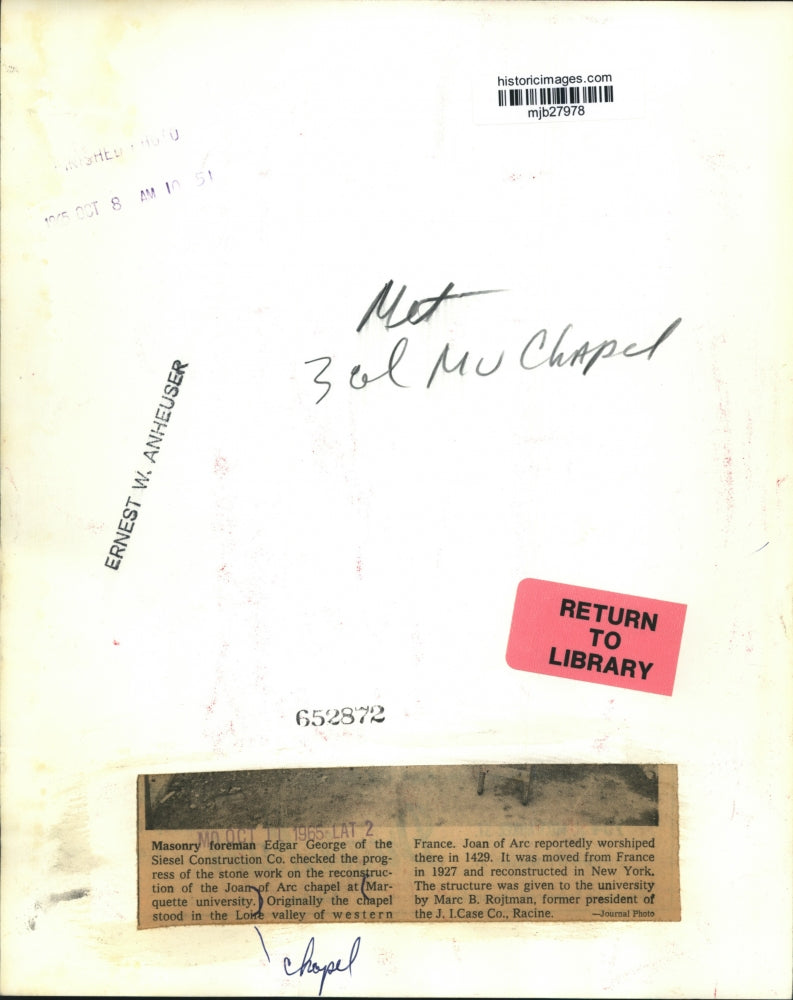 historicimages.com
mjb27978
1965 OCT 8 AM 10 51
Met
3 col MU Chapel
ERNEST W. ANHEUSER
RETURN
TO
LIBRARY
652872
MO OCT 11 1965 LAT 2
Masonry foreman Edgar George of the
Siesel Construction Co. checked the prog-
ress of the stone work on the reconstruc-
tion of the Joan of Arc chapel at Mar-
quette university. Originally the chapel
stood in the Loire valley of western
France. Joan of Arc reportedly worshiped
there in 1429. It was moved from France
in 1927 and reconstructed in New York.
The structure was given to the university
by Marc B. Rojtman, former president of
the J. I.Case Co., Racine. —Journal Photo
chapel